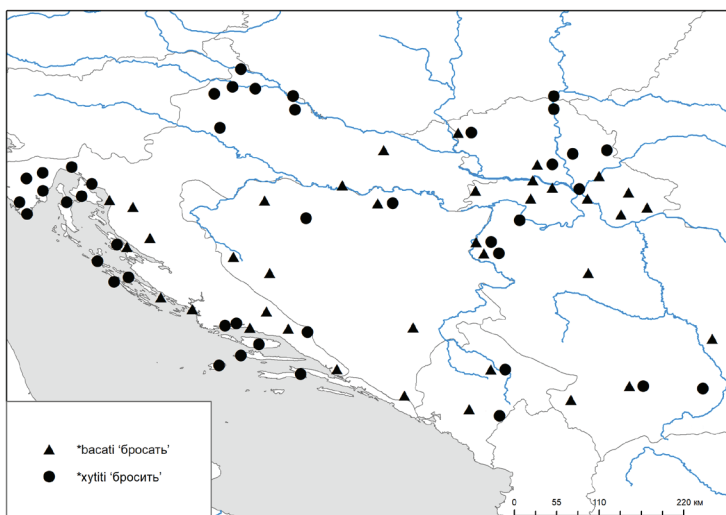 *bacati ‘бросать’
*xytiti ‘бросить’
0 55 110 220 км